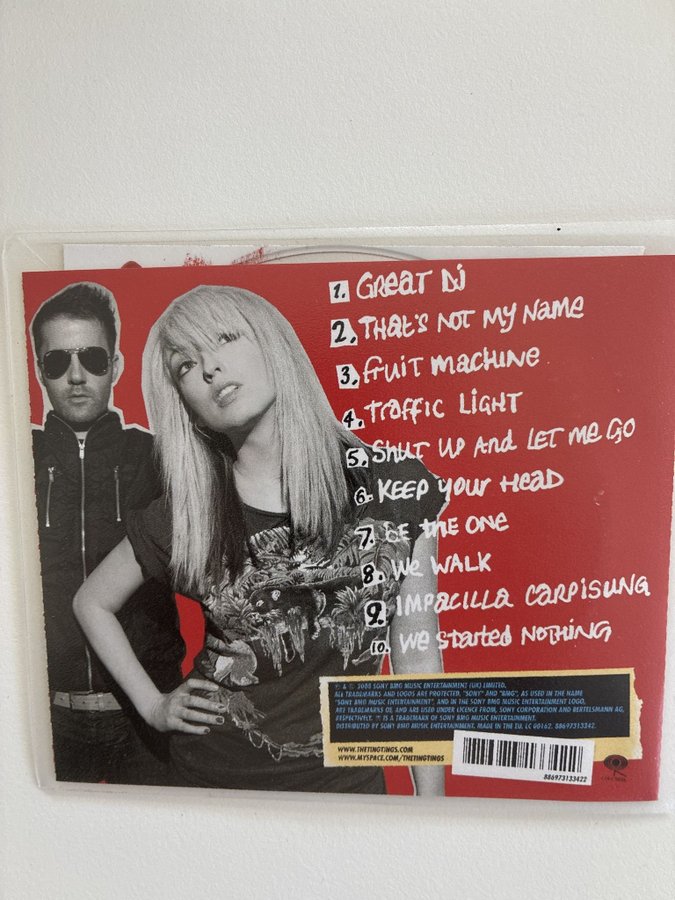 1. GREAT DJ
2. THAT'S NOT MY NAME
3. FRUIT MACHINE
4. TRAFFIC LIGHT
5. SHUT UP AND LET ME GO
6. KEEP YOUR HEAD
7. BE THE ONE
8. WE WALK
9. IMPACILLA CARPISUNG
10. WE STARTED NOTHING
℗ & © 2008 SONY BMG MUSIC ENTERTAINMENT (UK) LIMITED.
ALL TRADEMARKS AND LOGOS ARE PROTECTED. "SONY" AND "BMG", AS USED IN THE NAME
"SONY BMG MUSIC ENTERTAINMENT", AND IN THE SONY BMG MUSIC ENTERTAINMENT LOGO,
ARE TRADEMARKS OF, AND ARE USED UNDER LICENCE FROM, SONY CORPORATION AND BERTELSMANN AG,
RESPECTIVELY. IS A TRADEMARK OF SONY BMG MUSIC ENTERTAINMENT.
DISTRIBUTED BY SONY BMG MUSIC ENTERTAINMENT. MADE IN THE EU. LC 00162. 88697313342.
WWW.THETINGTINGS.COM
WWW.MYSPACE.COM/THETINGTINGS
886973133422
COLUMBIA